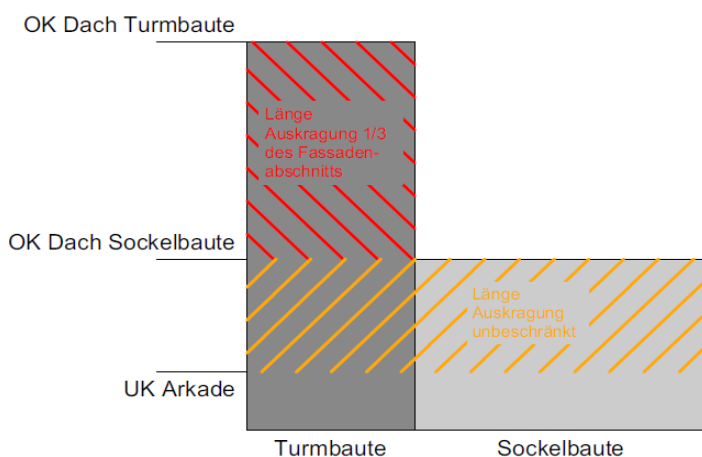 OK Dach Turmbaute
Länge
Auskragung 1/3
des Fassaden-
abschnitts
OK Dach Sockelbaute
Länge
Auskragung
unbeschränkt
UK Arkade
Turmbaute
Sockelbaute